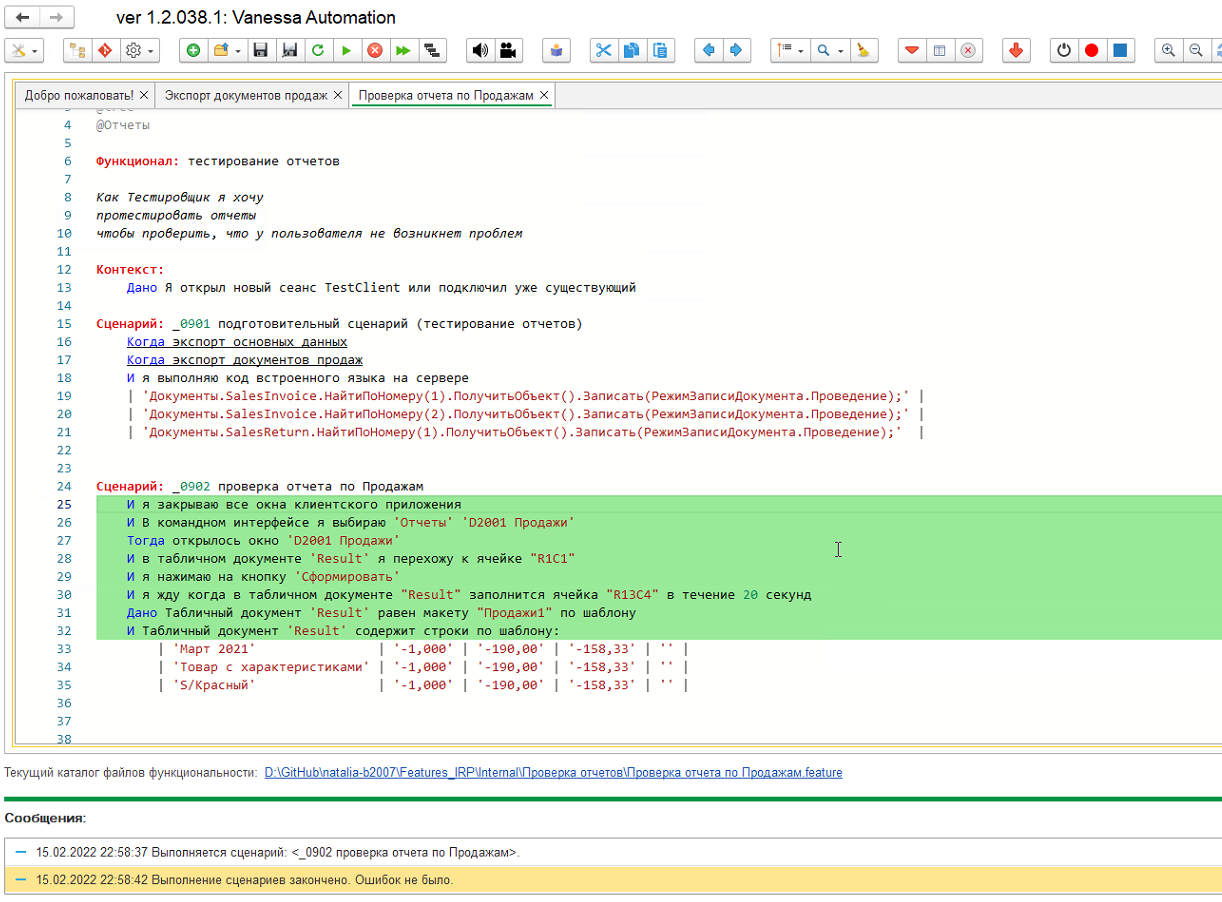 ver 1.2.038.1: Vanessa Automation
Добро пожаловать! Экспорт документов продаж Проверка отчета по Продажам
4 @Отчеты
5
6 Функционал: тестирование отчетов
7
8 Как Тестировщик я хочу
9 протестировать отчеты
10 чтобы проверить, что у пользователя не возникнет проблем
11
12 Контекст:
13 Дано Я открыл новый сеанс TestClient или подключил уже существующий
14
15 Сценарий: _0901 подготовительный сценарий (тестирование отчетов)
16 Когда экспорт основных данных
17 Когда экспорт документов продаж
18 И я выполняю код встроенного языка на сервере
19 | 'Документы.SalesInvoice.НайтиПоНомеру(1).ПолучитьОбъект().Записать(РежимЗаписиДокумента.Проведение);' |
20 | 'Документы.SalesInvoice.НайтиПоНомеру(2).ПолучитьОбъект().Записать(РежимЗаписиДокумента.Проведение);' |
21 | 'Документы.SalesReturn.НайтиПоНомеру(1).ПолучитьОбъект().Записать(РежимЗаписиДокумента.Проведение);' |
22
23
24 Сценарий: _0902 проверка отчета по Продажам
25 И я закрываю все окна клиентского приложения
26 И В командном интерфейсе я выбираю 'Отчеты' 'D2001 Продажи'
27 Тогда открылось окно 'D2001 Продажи'
28 И в табличном документе 'Result' я перехожу к ячейке "R1C1"
29 И я нажимаю на кнопку 'Сформировать'
30 И я жду когда в табличном документе "Result" заполнится ячейка "R13C4" в течение 20 секунд
31 Дано Табличный документ 'Result' равен макету "Продажи1" по шаблону
32 И Табличный документ 'Result' содержит строки по шаблону:
33 | 'Март 2021' | '-1,000' | '-190,00' | '-158,33' | '' |
34 | 'Товар с характеристиками' | '-1,000' | '-190,00' | '-158,33' | '' |
35 | 'S/Красный' | '-1,000' | '-190,00' | '-158,33' | '' |
36
37
38
Текущий каталог файлов функциональности: D:\GitHub\natalia-b2007\Features_IRP\Internal\Проверка отчетов\Проверка отчета по Продажам.feature
Сообщения:
15.02.2022 22:58:37 Выполняется сценарий: <_0902 проверка отчета по Продажам>.
15.02.2022 22:58:42 Выполнение сценариев закончено. Ошибок не было.